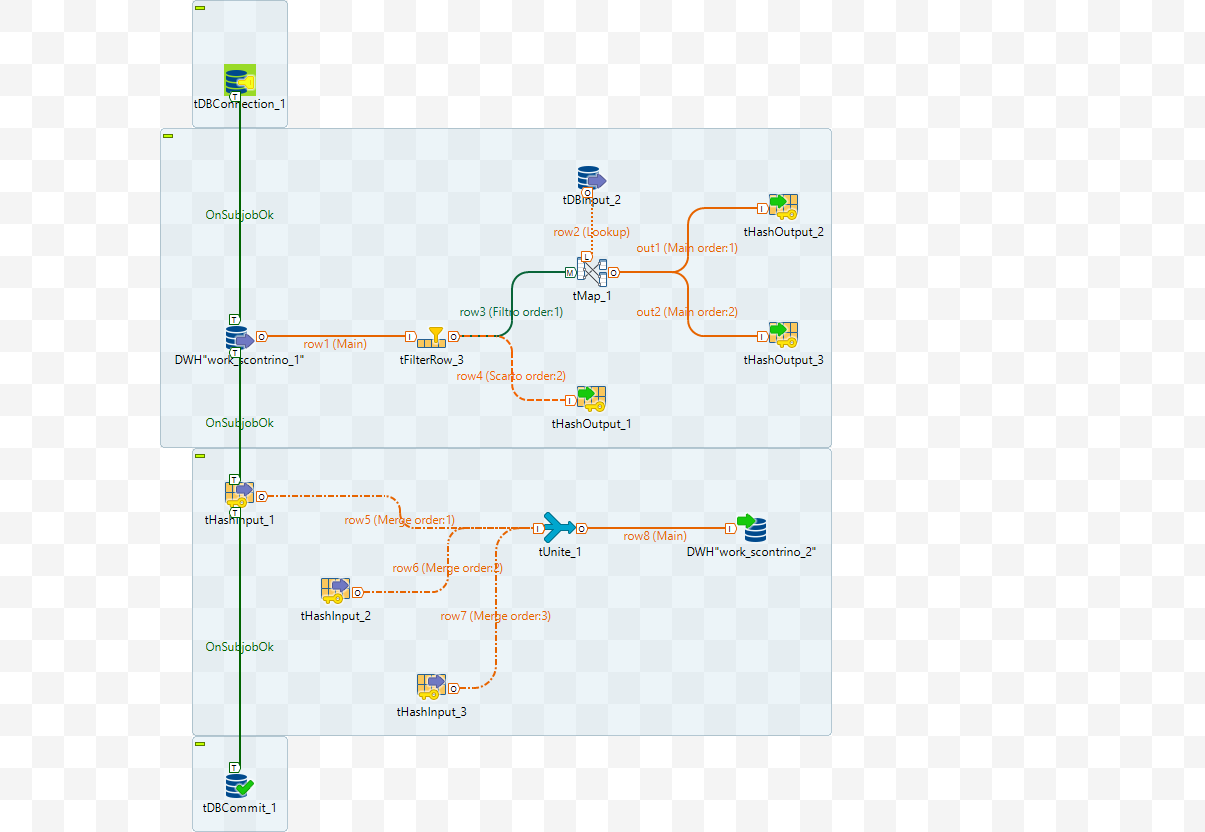 tDBConnection_1
OnSubjobOk
tDBInput_2
row2 (Lookup)
tHashOutput_2
out1 (Main order:1)
tMap_1
row3 (Filtro order:1)
out2 (Main order:2)
DWH"work_scontrino_1"
row1 (Main)
tFilterRow_3
tHashOutput_3
row4 (Scarto order:2)
OnSubjobOk
tHashOutput_1
tHashInput_1
row5 (Merge order:1)
row8 (Main)
tUnite_1
DWH"work_scontrino_2"
row6 (Merge order:2)
tHashInput_2
row7 (Merge order:3)
OnSubjobOk
tHashInput_3
tDBCommit_1